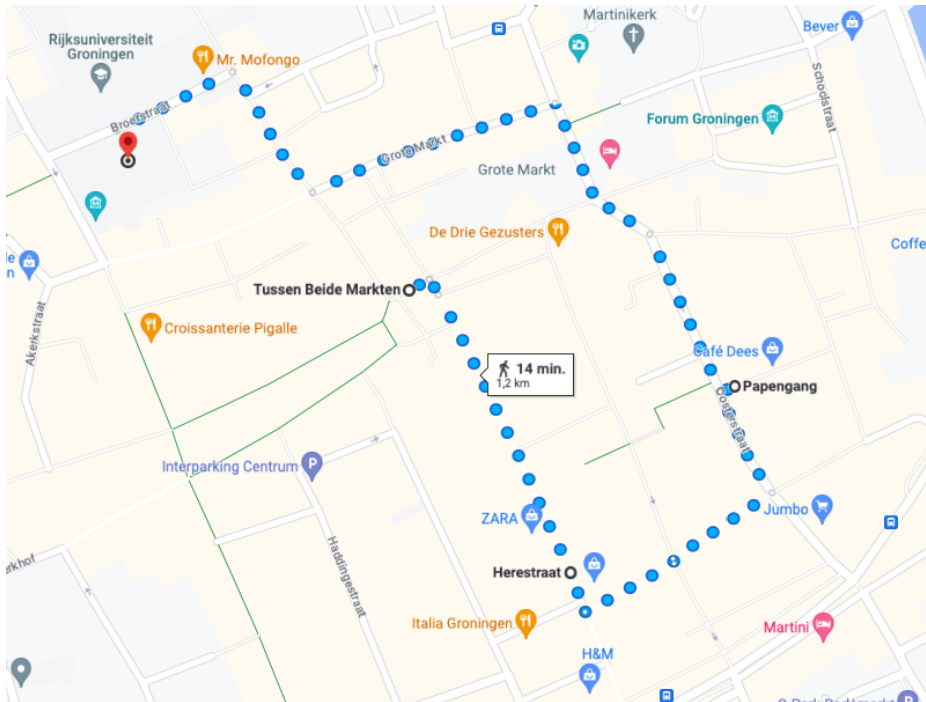 Martinikerk
Bever
Rijksuniversiteit
Groningen
Mr. Mofongo
Schoolstraat
Broerstraat
Forum Groningen
Grote Markt
Grote Markt
De Drie Gezusters
Coffe
Tussen Beide Markten
Akerkstraat
Croissanterie Pigalle
14 min.
1,2 km
Café Dees
Papengang
Oosterstraat
Interparking Centrum
P
ZARA
Jumbo
Haddingestraat
erkhof
Herestraat
Italia Groningen
Martini
H&M
P